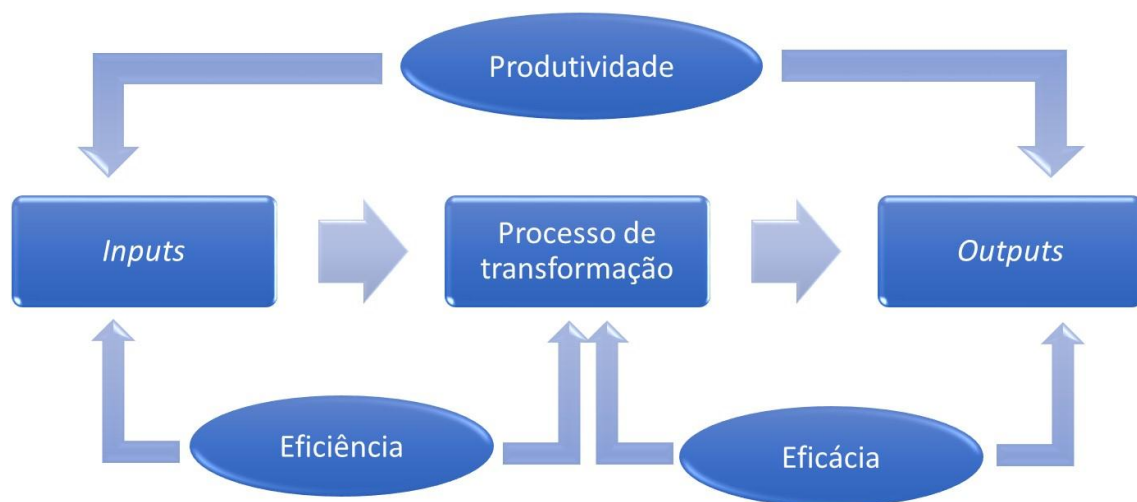 Produtividade
Inputs
Processo de
transformação
Outputs
Eficiência
Eficácia